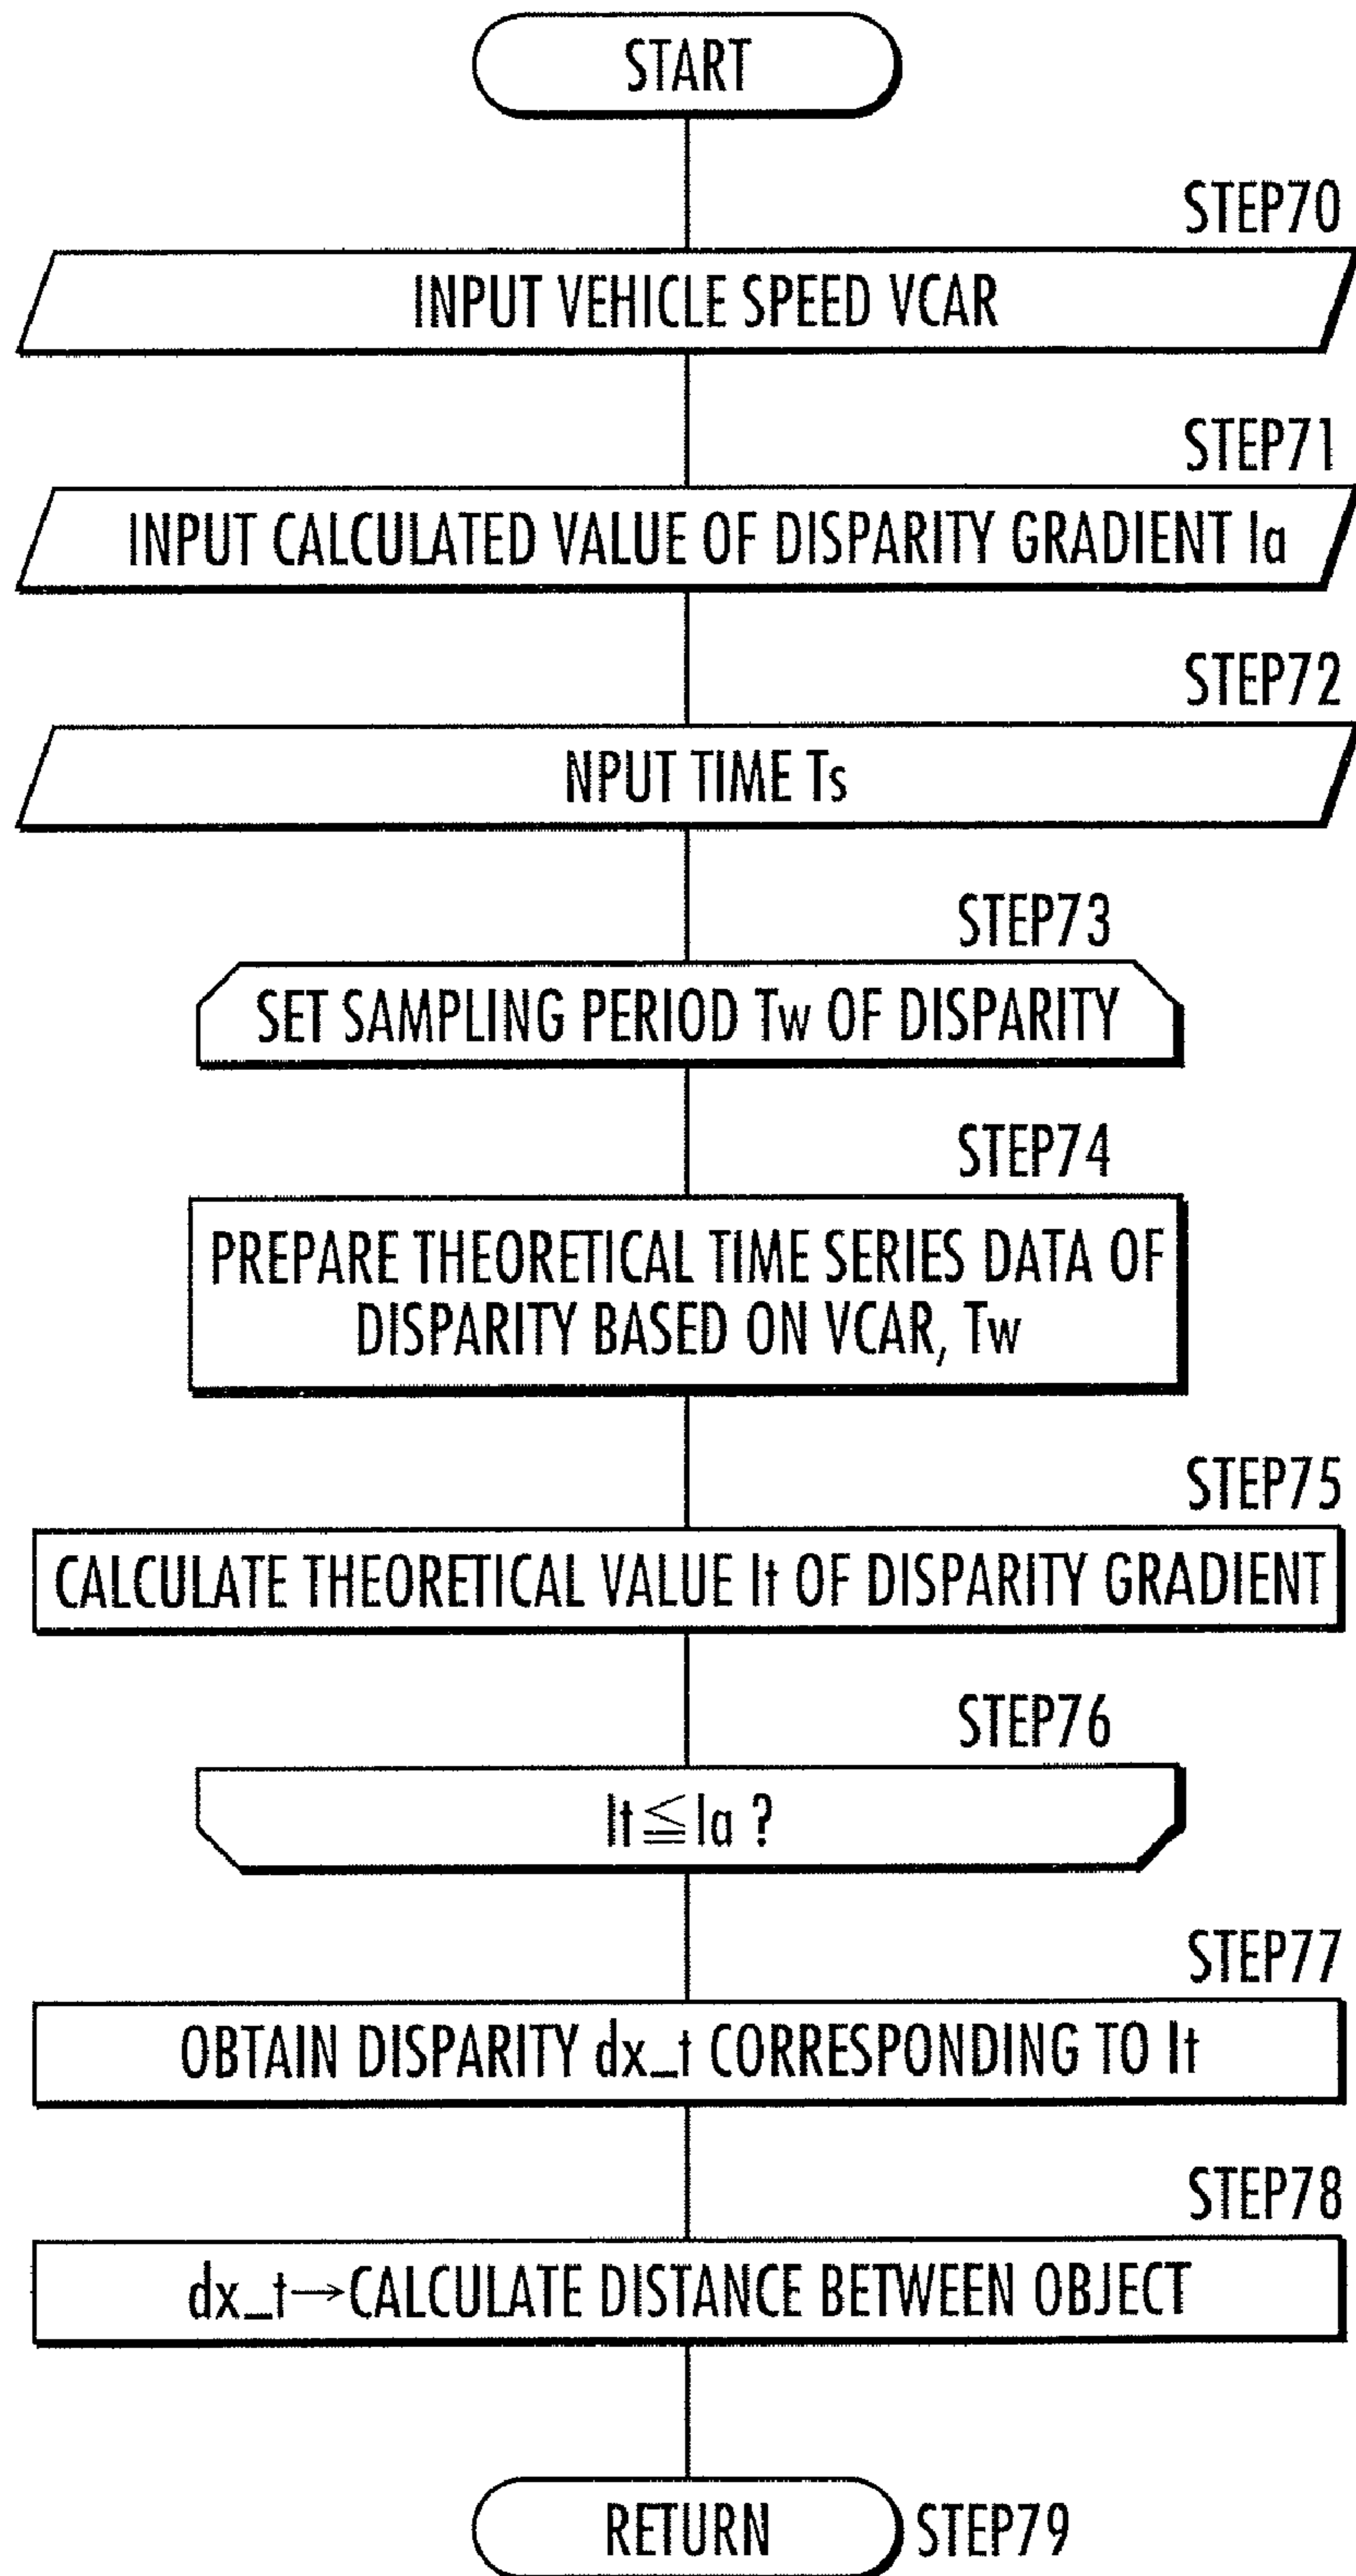 START
STEP70
INPUT VEHICLE SPEED VCAR
STEP71
INPUT CALCULATED VALUE OF DISPARITY GRADIENT Ia
STEP72
NPUT TIME Ts
STEP73
SET SAMPLING PERIOD Tw OF DISPARITY
STEP74
PREPARE THEORETICAL TIME SERIES DATA OF
DISPARITY BASED ON VCAR, Tw
STEP75
CALCULATE THEORETICAL VALUE It OF DISPARITY GRADIENT
STEP76
It≦Ia ?
STEP77
OBTAIN DISPARITY dx_t CORRESPONDING TO It
STEP78
dx_t→CALCULATE DISTANCE BETWEEN OBJECT
RETURN STEP79